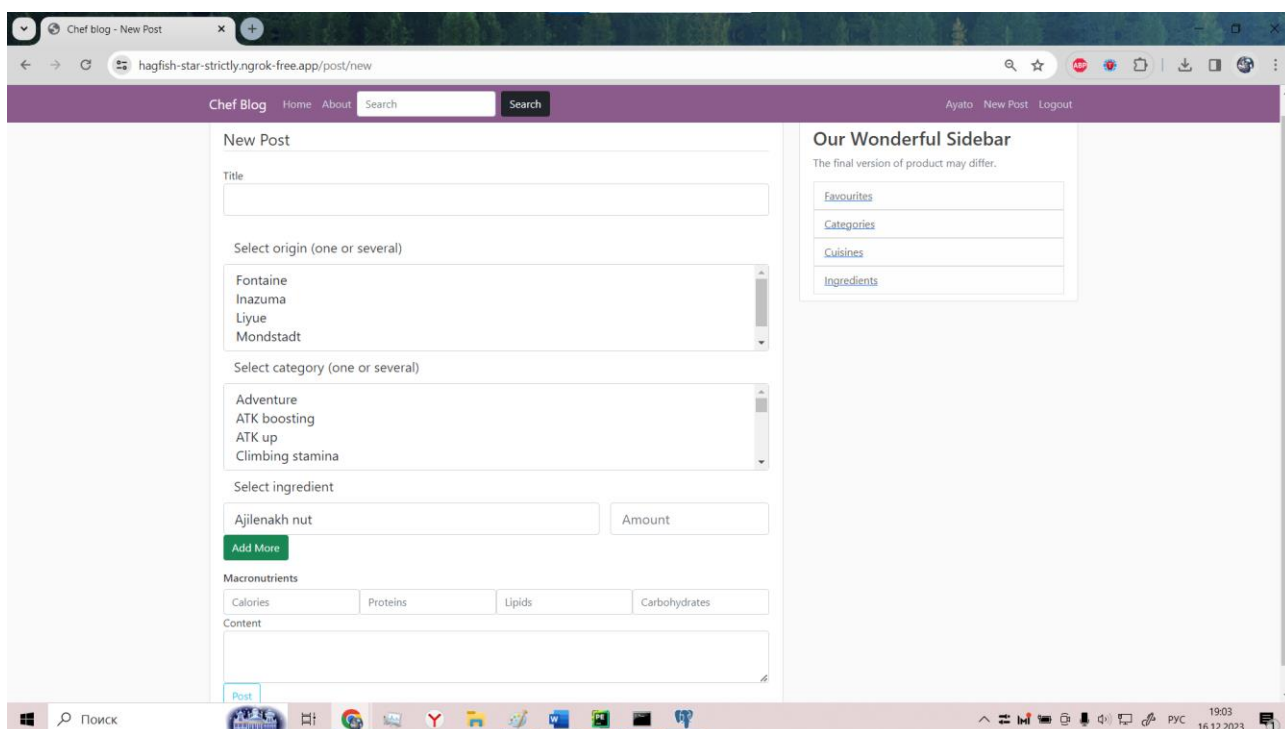 Chef blog - New Post
hagfish-star-strictly.ngrok-free.app/post/new
ABP
Chef Blog Home About Search Search Ayato New Post Logout
New Post
Title
Select origin (one or several)
Fontaine
Inazuma
Liyue
Mondstadt
Select category (one or several)
Adventure
ATK boosting
ATK up
Climbing stamina
Select ingredient
Ajilenakh nut Amount
Add More
Macronutrients
Calories Proteins Lipids Carbohydrates
Content
Post
Our Wonderful Sidebar
The final version of product may differ.
Favourites
Categories
Cuisines
Ingredients
Поиск
РУС
19:03
16.12.2023